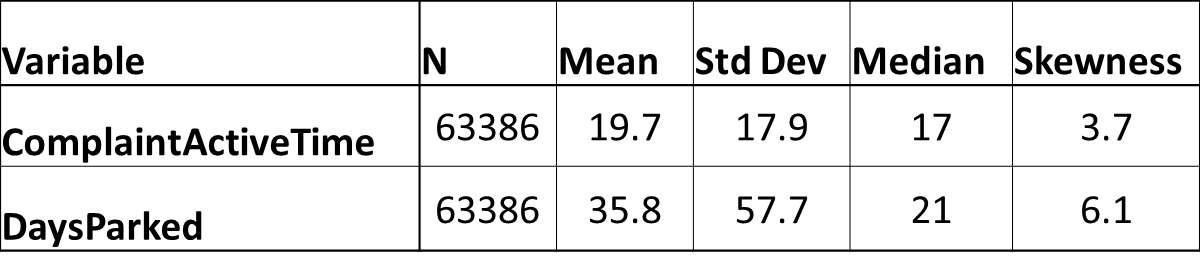 Variable N Mean Std Dev Median Skewness
ComplaintActiveTime 63386 19.7 17.9 17 3.7
DaysParked 63386 35.8 57.7 21 6.1